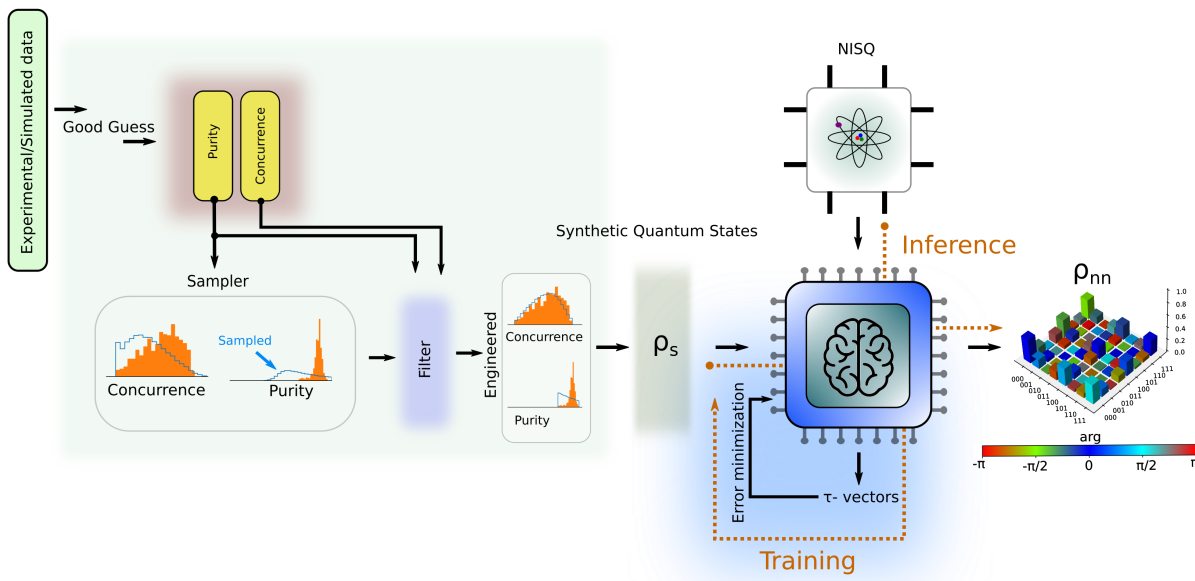 Experimental/Simulated data
Good Guess
Purity
Concurrence
Sampler
Sampled
Concurrence
Purity
Filter
Engineered
Concurrence
Purity
Synthetic Quantum States
ρs
NISQ
Inference
Error minimization
τ- vectors
Training
ρnn
1.0
0.8
0.6
0.4
0.2
0.0
000
001
010
011
100
101
110
111
000
001
010
011
100
101
110
111
arg
-π
-π/2
0
π/2
π